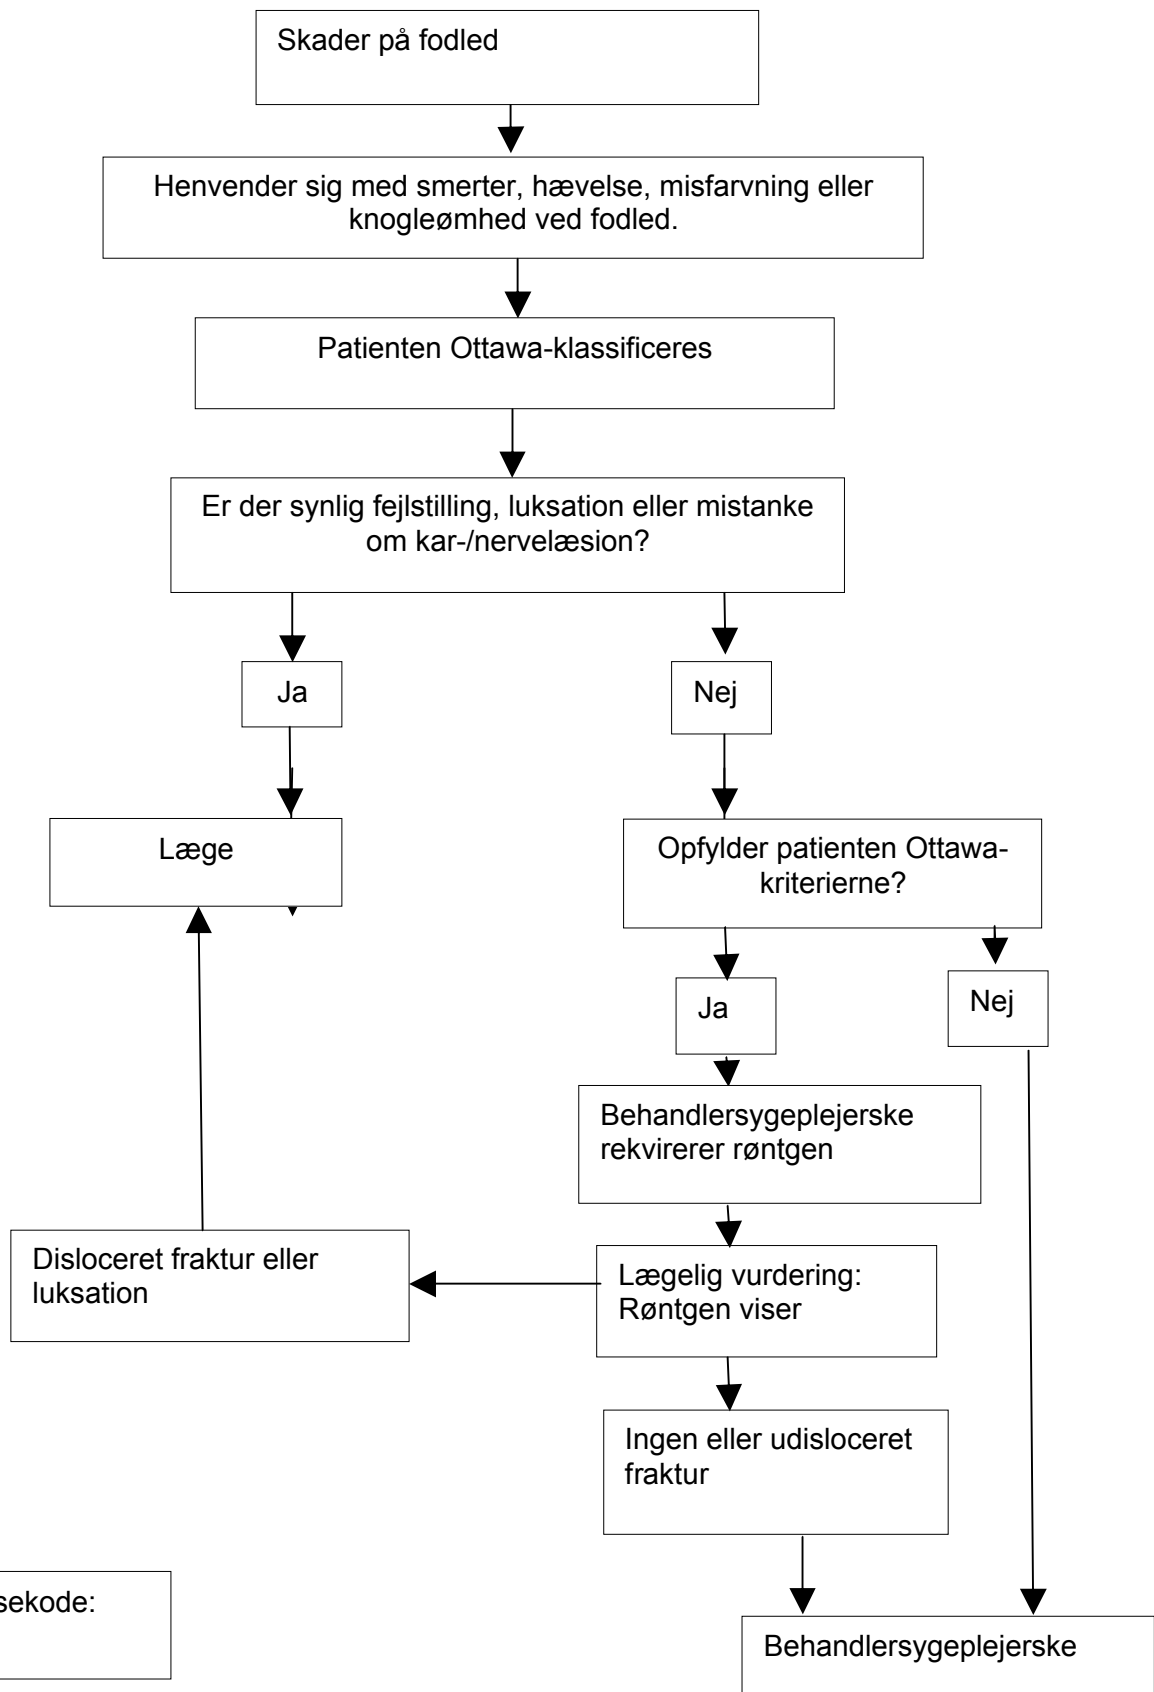 Skader på fodled
Henvender sig med smerter, hævelse, misfarvning eller
knogleømhed ved fodled.
Patienten Ottawa-klassificeres
Er der synlig fejlstilling, luksation eller mistanke
om kar-/nervelæsion?
Ja
Nej
Læge
Opfylder patienten Ottawa-
kriterierne?
Ja
Nej
Behandlersygeplejerske
rekvirerer røntgen
Disloceret fraktur eller
luksation
Lægelig vurdering:
Røntgen viser
Ingen eller udisloceret
fraktur
sekode:
Behandlersygeplejerske